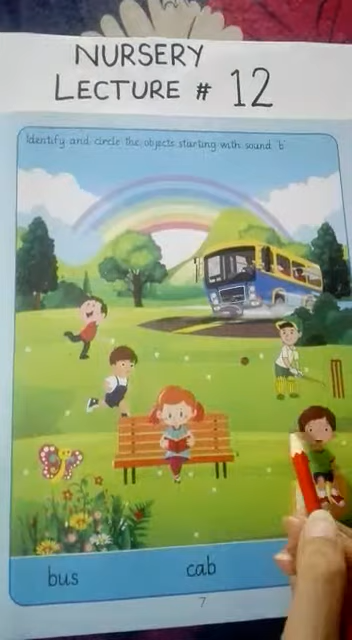 NURSERY
LECTURE # 12
Identify and circle the objects starting with sound 'b'
bus
cab
7